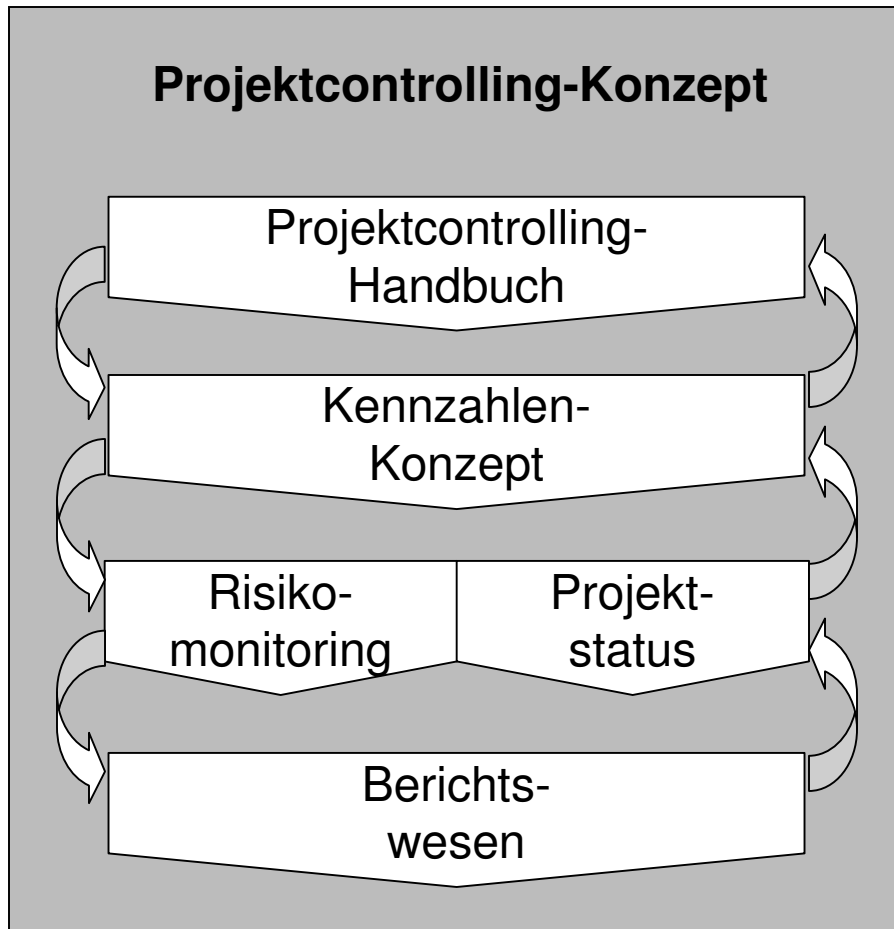 Projektcontrolling-Konzept
Projektcontrolling-
Handbuch
Kennzahlen-
Konzept
Risiko-
monitoring
Projekt-
status
Berichts-
wesen